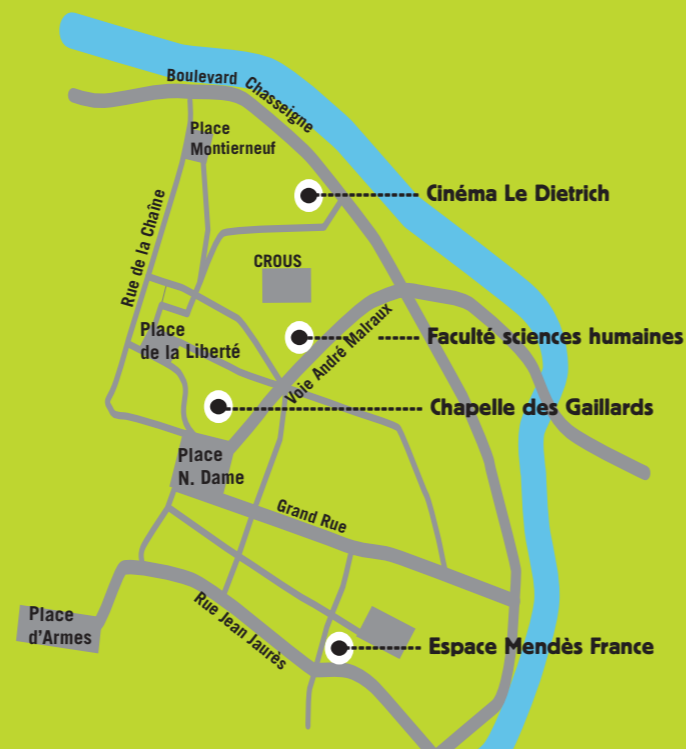 Boulevard Chasseigne
Place
Montierneuf
Rue de la Chaîne
Cinéma Le Dietrich
CROUS
Place
de la Liberté
Voie André Malraux
Faculté sciences humaines
Chapelle des Gaillards
Place
N. Dame
Grand Rue
Place
d'Armes
Rue Jean Jaurès
Espace Mendès France